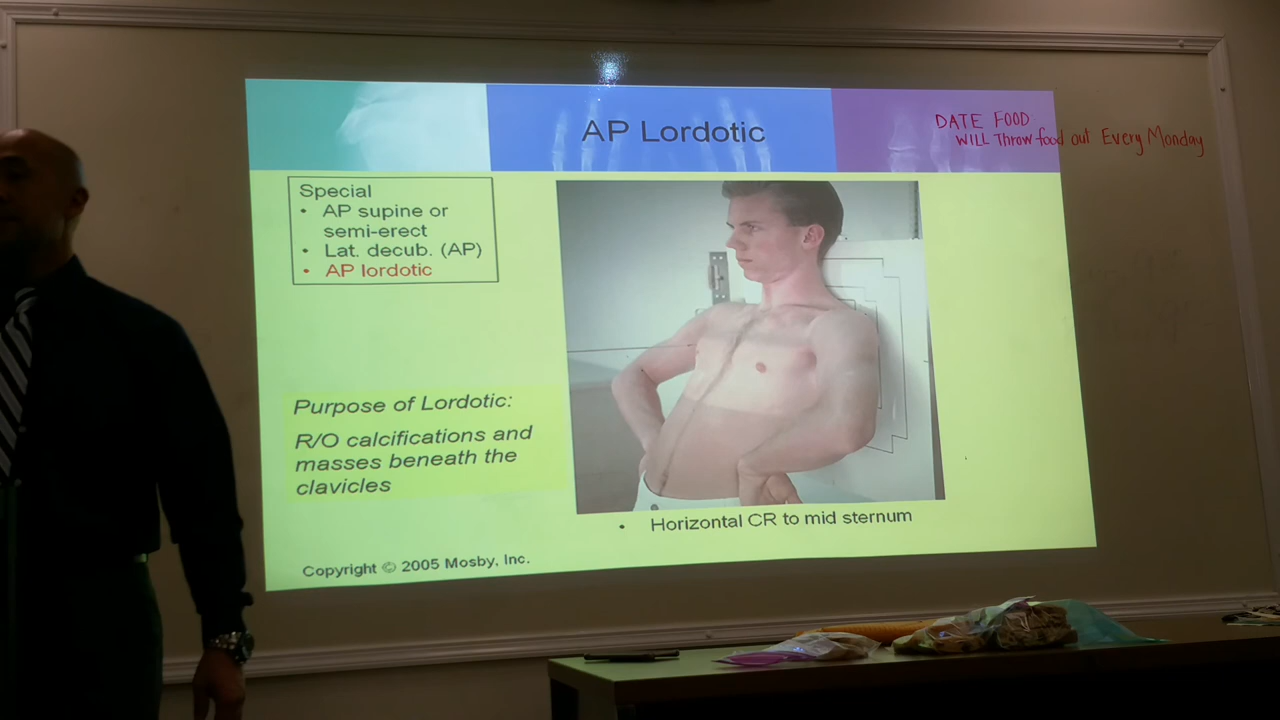 AP Lordotic
DATE FOOD
WILL Throw food out Every Monday
Special
• AP supine or
semi-erect
• Lat. decub. (AP)
• AP lordotic
Purpose of Lordotic:
R/O calcifications and
masses beneath the
clavicles
• Horizontal CR to mid sternum
Copyright © 2005 Mosby, Inc.